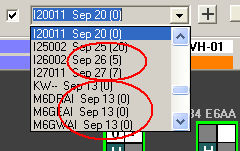 I20011 Sep 20 (0)
I20011 Sep 20 (0)
I25002 Sep 25 (20)
I26002 Sep 26 (5)
I27011 Sep 27 (7)
KW-- Sep 13 (0)
M6DRAI Sep 13 (0)
M6GEAI Sep 13 (0)
M6GWAI Sep 13 (0)
VH-01
E6AA